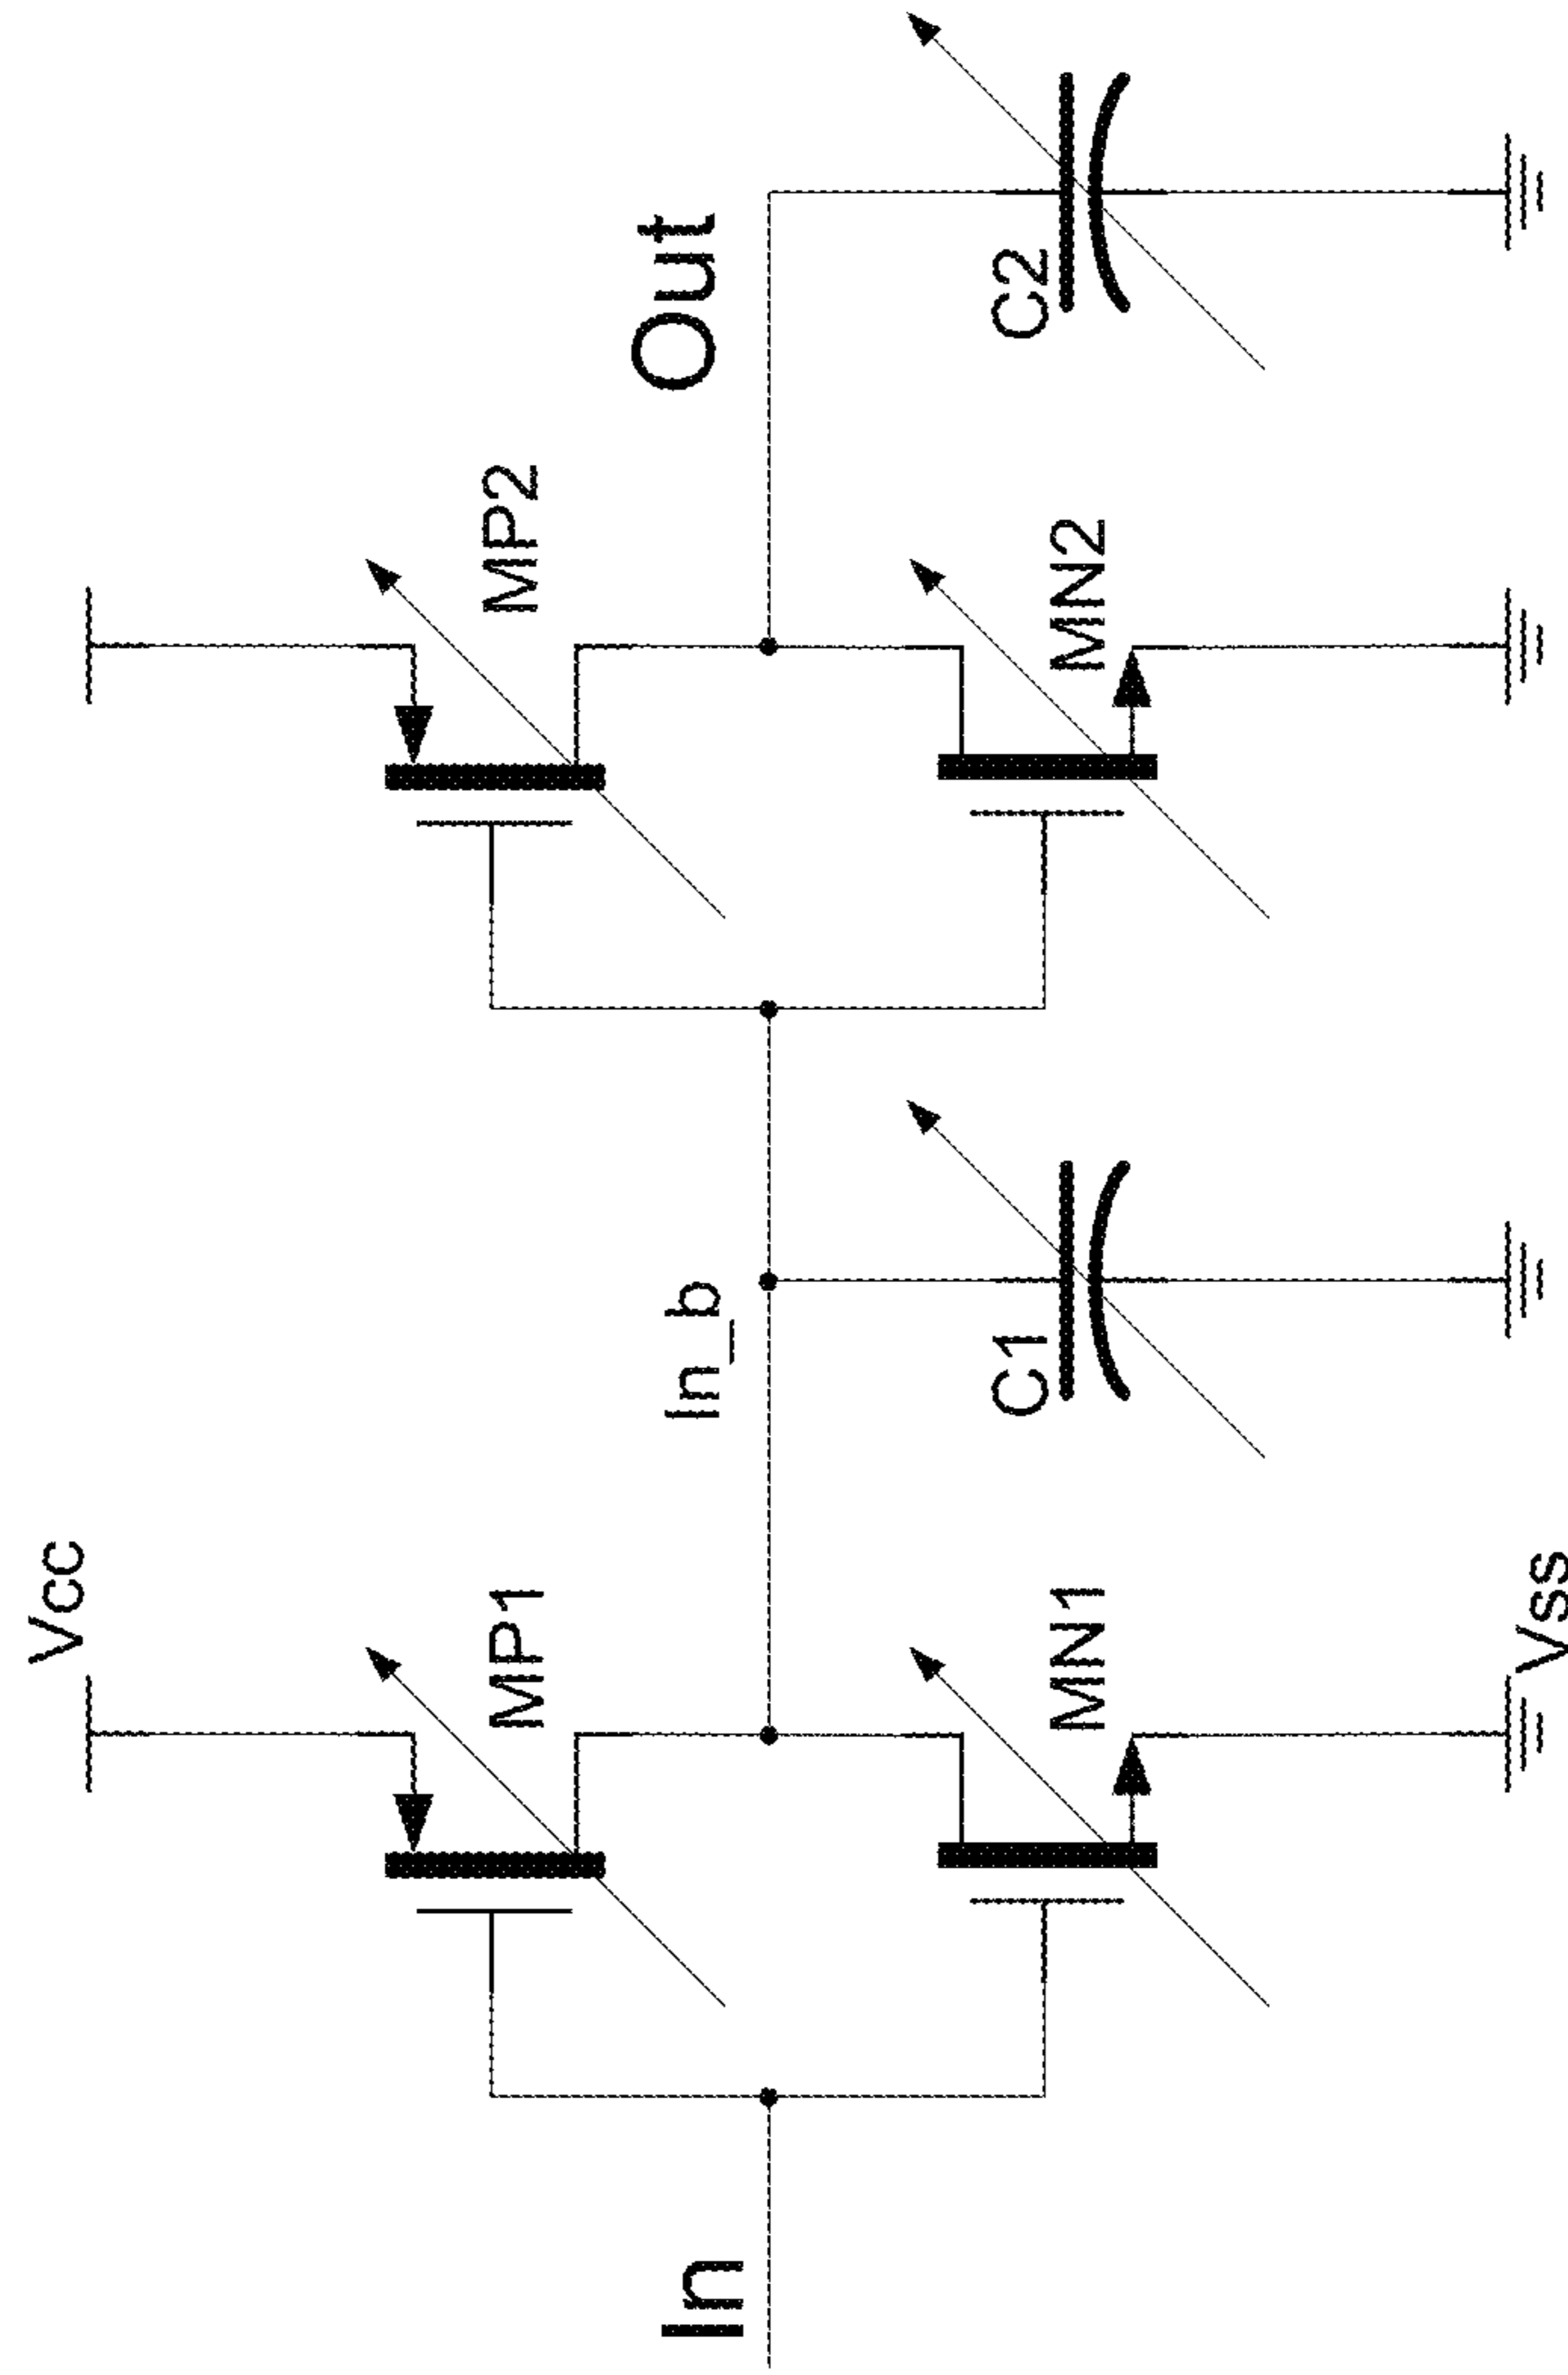 Vcc
MP1
MP2
In
In_b
Out
MN1
C1
MN2
C2
Vss